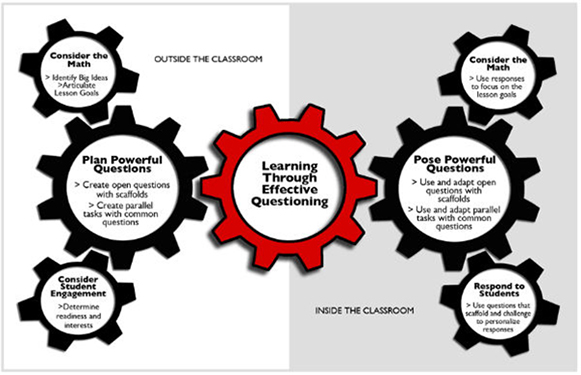 Consider the
Math
> Identify Big Ideas
>Articulate
Lesson Goals
OUTSIDE THE CLASSROOM
Plan Powerful
Questions
> Create open questions
with scaffolds
> Create parallel
tasks with common
questions
Consider
Student
Engagement
>Determine
readiness and
interests
Learning
Through
Effective
Questioning
Consider the
Math
> Use responses
to focus on the
lesson goals
Pose Powerful
Questions
> Use and adapt open
questions with
scaffolds
> Use and adapt parallel
tasks with common
questions
INSIDE THE CLASSROOM
Respond to
Students
> Use questions that
scaffold and challenge
to personalize
responses